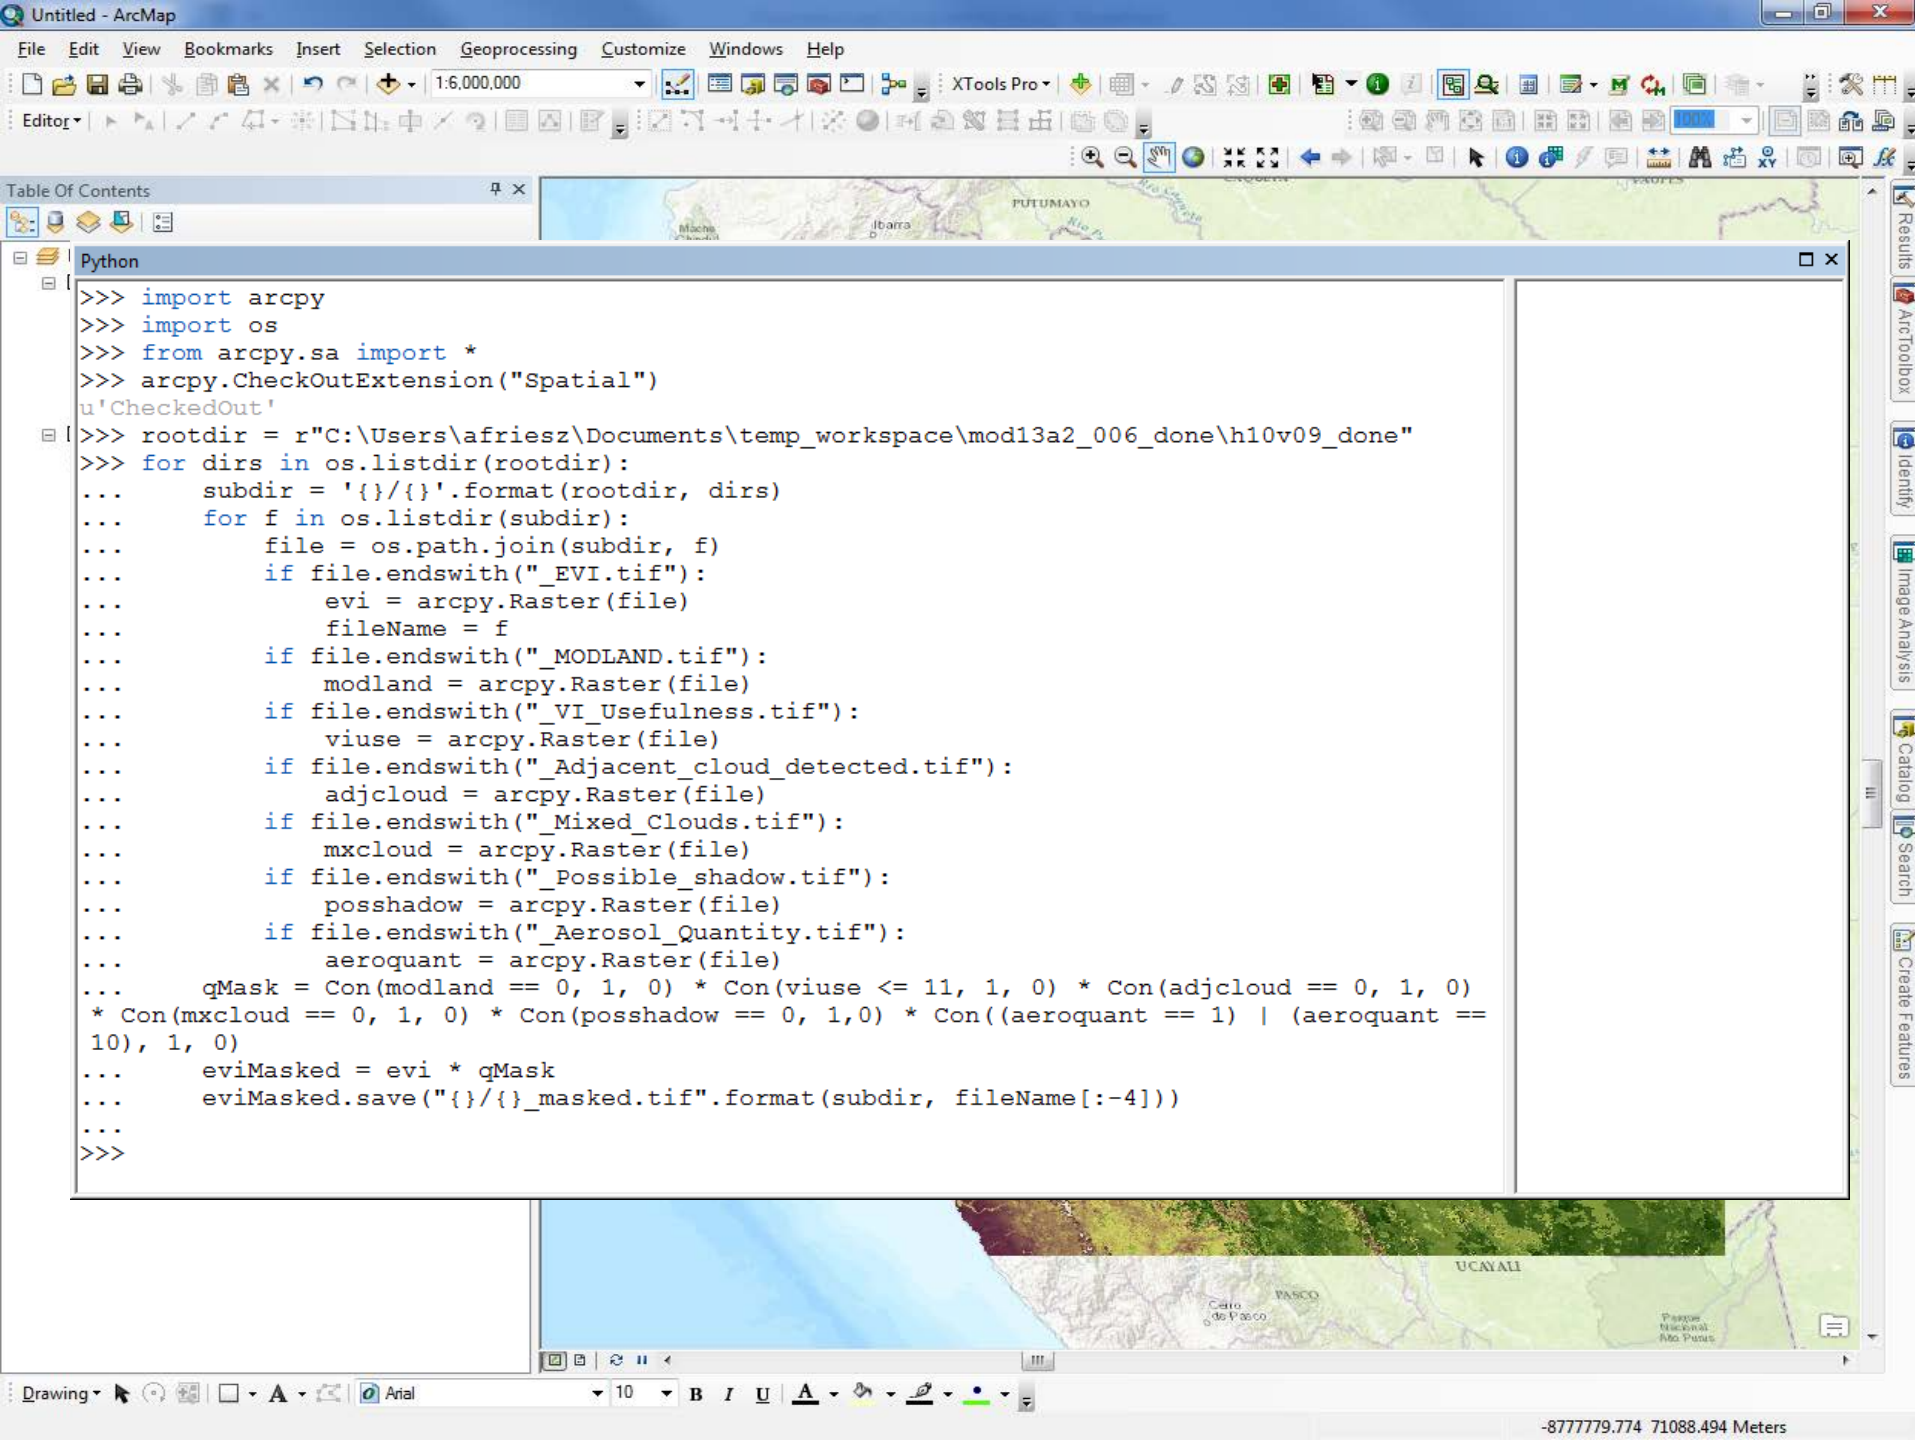 Untitled - ArcMap
File Edit View Bookmarks Insert Selection Geoprocessing Customize Windows Help
1:6,000,000
XTools Pro
Editor
100%
Table Of Contents
PUTUMAYO
Ibarra
Python
>>> import arcpy
>>> import os
>>> from arcpy.sa import *
>>> arcpy.CheckOutExtension("Spatial")
u'CheckedOut'
>>> rootdir = r"C:\Users\afriesz\Documents\temp_workspace\mod13a2_006_done\h10v09_done"
>>> for dirs in os.listdir(rootdir):
...     subdir = '{}/{}'.format(rootdir, dirs)
...     for f in os.listdir(subdir):
...         file = os.path.join(subdir, f)
...         if file.endswith("_EVI.tif"):
...             evi = arcpy.Raster(file)
...             fileName = f
...         if file.endswith("_MODLAND.tif"):
...             modland = arcpy.Raster(file)
...         if file.endswith("_VI_Usefulness.tif"):
...             viuse = arcpy.Raster(file)
...         if file.endswith("_Adjacent_cloud_detected.tif"):
...             adjcloud = arcpy.Raster(file)
...         if file.endswith("_Mixed_Clouds.tif"):
...             mxcloud = arcpy.Raster(file)
...         if file.endswith("_Possible_shadow.tif"):
...             posshadow = arcpy.Raster(file)
...         if file.endswith("_Aerosol_Quantity.tif"):
...             aeroquant = arcpy.Raster(file)
...     qMask = Con(modland == 0, 1, 0) * Con(viuse <= 11, 1, 0) * Con(adjcloud == 0, 1, 0)
* Con(mxcloud == 0, 1, 0) * Con(posshadow == 0, 1,0) * Con((aeroquant == 1) | (aeroquant ==
10), 1, 0)
...     eviMasked = evi * qMask
...     eviMasked.save("{}/{}_masked.tif".format(subdir, fileName[:-4]))
...
>>>
Results
ArcToolbox
Identify
Image Analysis
Catalog
Search
Create Features
UCAYALI
PASCO
Cerro
de Pasco
Parque
Nacional
Alto Purus
Drawing
Arial
10
B I U A
-8777779.774 71088.494 Meters